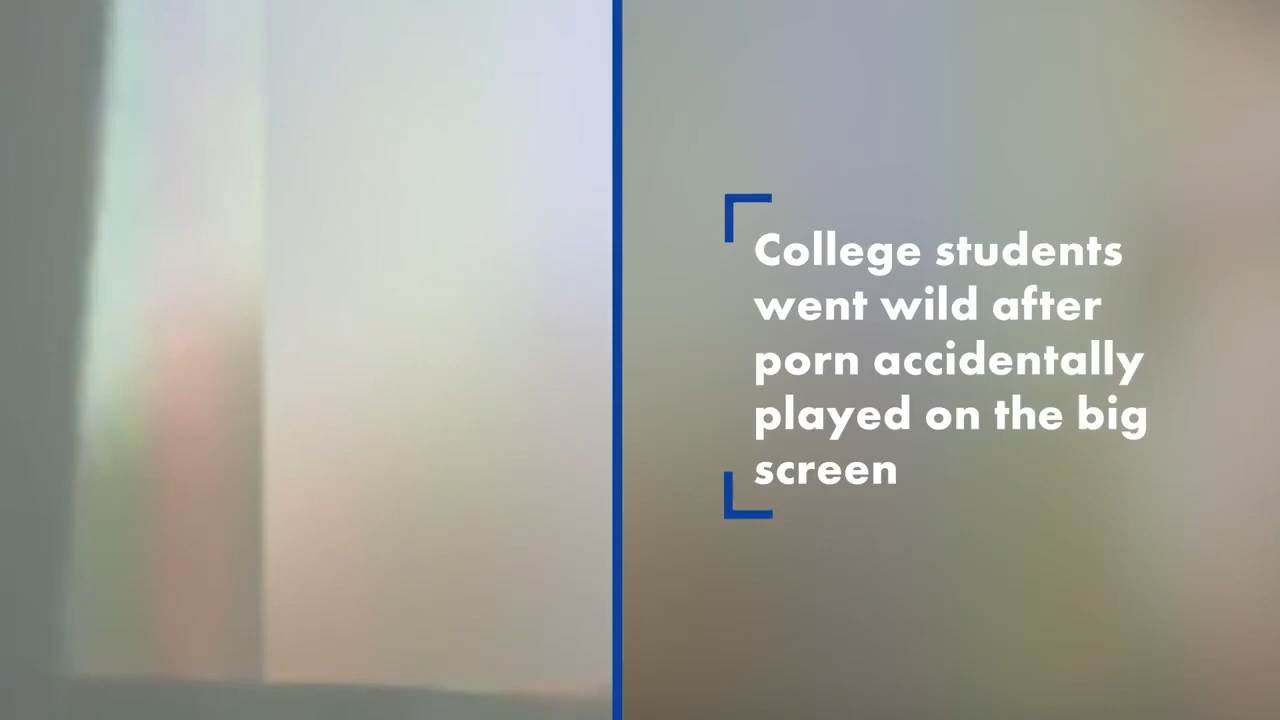 College students
went wild after
porn accidentally
played on the big
screen